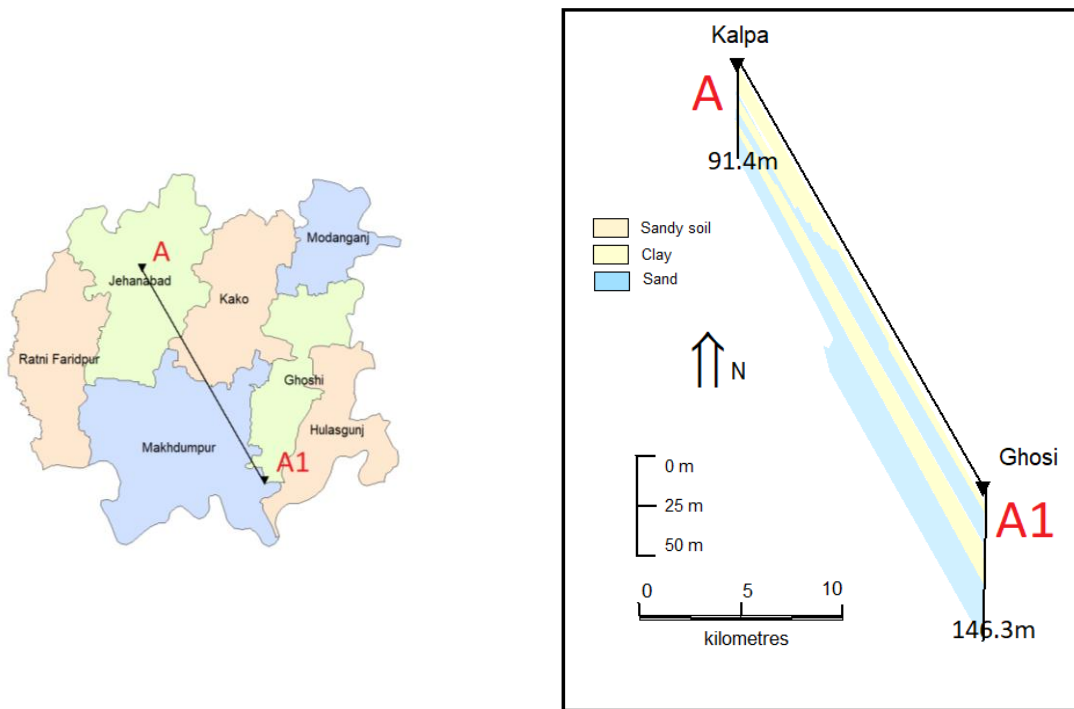 A
Jehanabad
Modanganj
Kako
Ratni Faridpur
Ghoshi
Makhdumpur
Hulasgunj
A1
Kalpa
A
91.4m
Sandy soil
Clay
Sand
N
Ghosi
A1
0 m
25 m
50 m
0 5 10
kilometres
146.3m